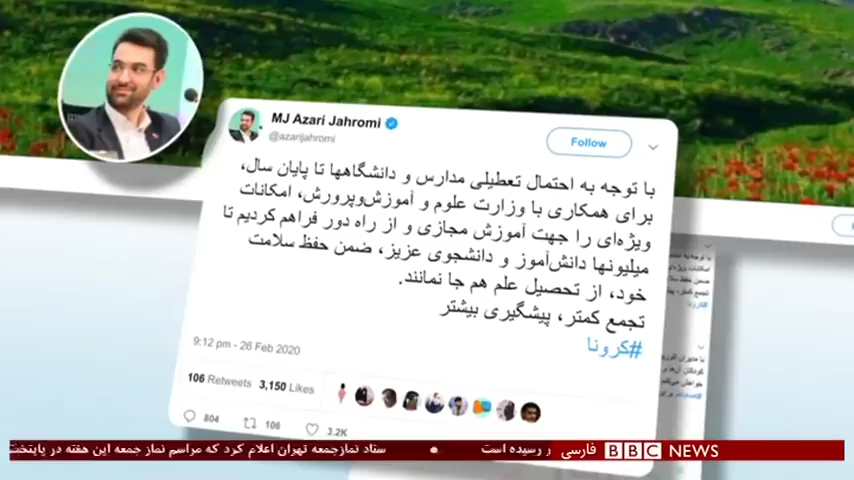 MJ Azari Jahromi
@azarijahromi
Follow
با توجه به احتمال تعطیلی مدارس و دانشگاهها تا پایان سال،
برای همکاری با وزارت علوم و آموزش‌وپرورش، امکانات
ویژه‌ای را جهت آموزش مجازی و از راه دور فراهم کردیم تا
میلیونها دانش‌آموز و دانشجوی عزیز، ضمن حفظ سلامت
خود، از تحصیل علم هم جا نمانند.
تجمع کمتر، پیشگیری بیشتر
#کرونا
9:12 pm - 26 Feb 2020
106 Retweets 3,150 Likes
804 106 3.2K
و رسیده است • ستاد نمازجمعه تهران اعلام کرد که مراسم نماز جمعه این هفته در پایتخت
BBC NEWS فارسی